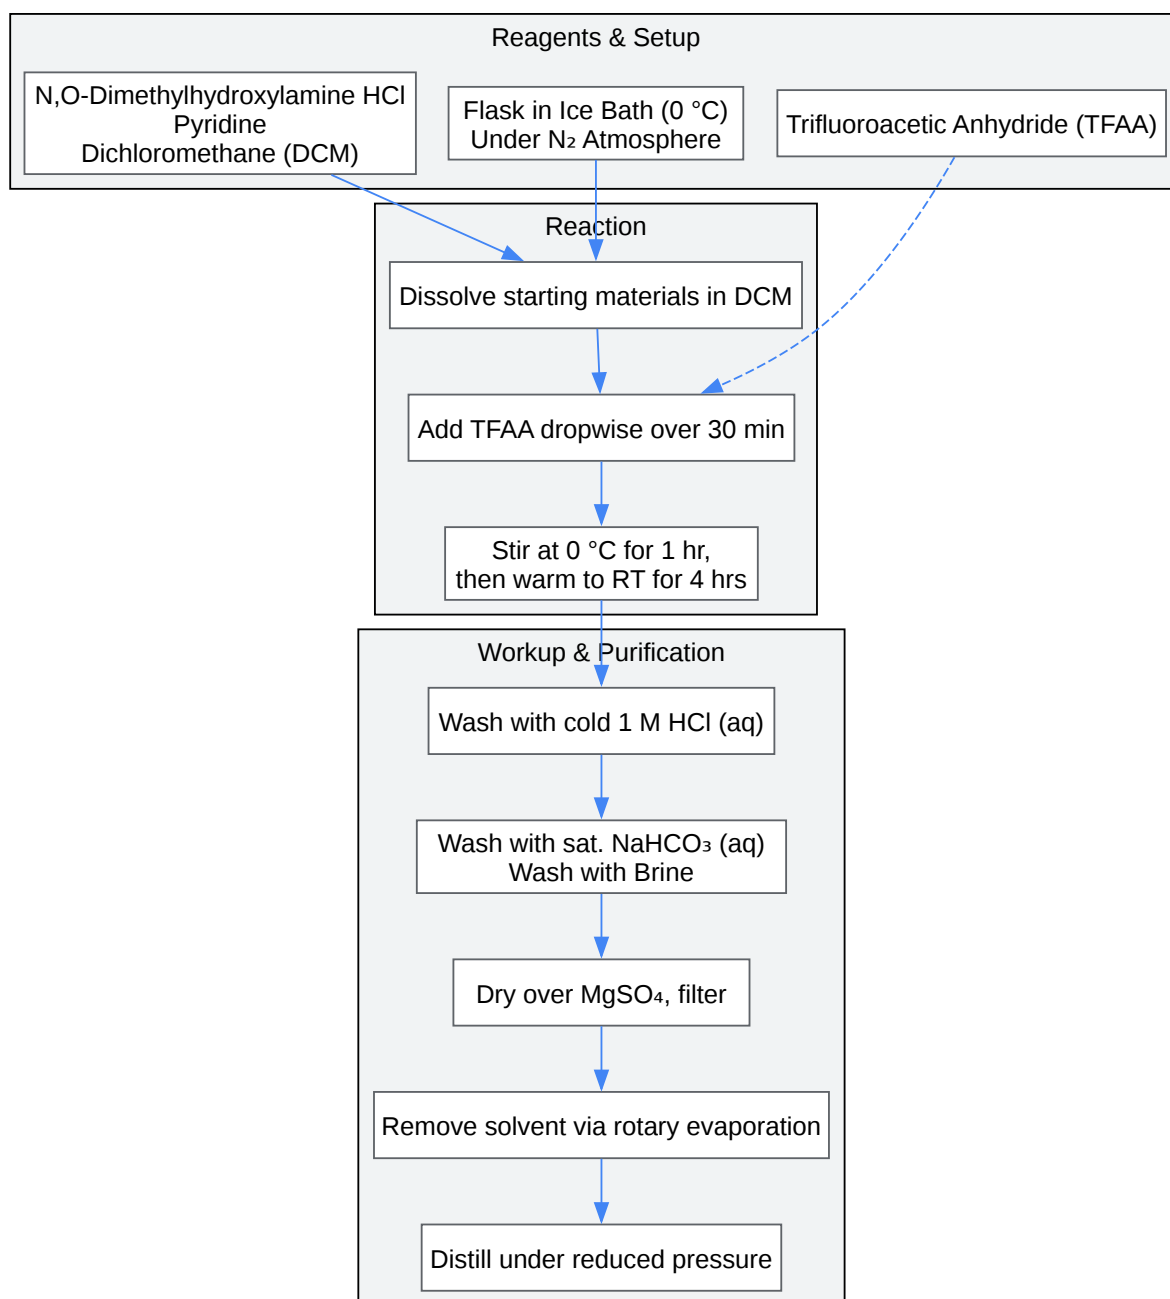 Reagents & Setup
N,O-Dimethylhydroxylamine HCl
Pyridine
Dichloromethane (DCM)
Flask in Ice Bath (0 °C)
Under N₂ Atmosphere
Trifluoroacetic Anhydride (TFAA)
Reaction
Dissolve starting materials in DCM
Add TFAA dropwise over 30 min
Stir at 0 °C for 1 hr,
then warm to RT for 4 hrs
Workup & Purification
Wash with cold 1 M HCl (aq)
Wash with sat. NaHCO₃ (aq)
Wash with Brine
Dry over MgSO₄, filter
Remove solvent via rotary evaporation
Distill under reduced pressure